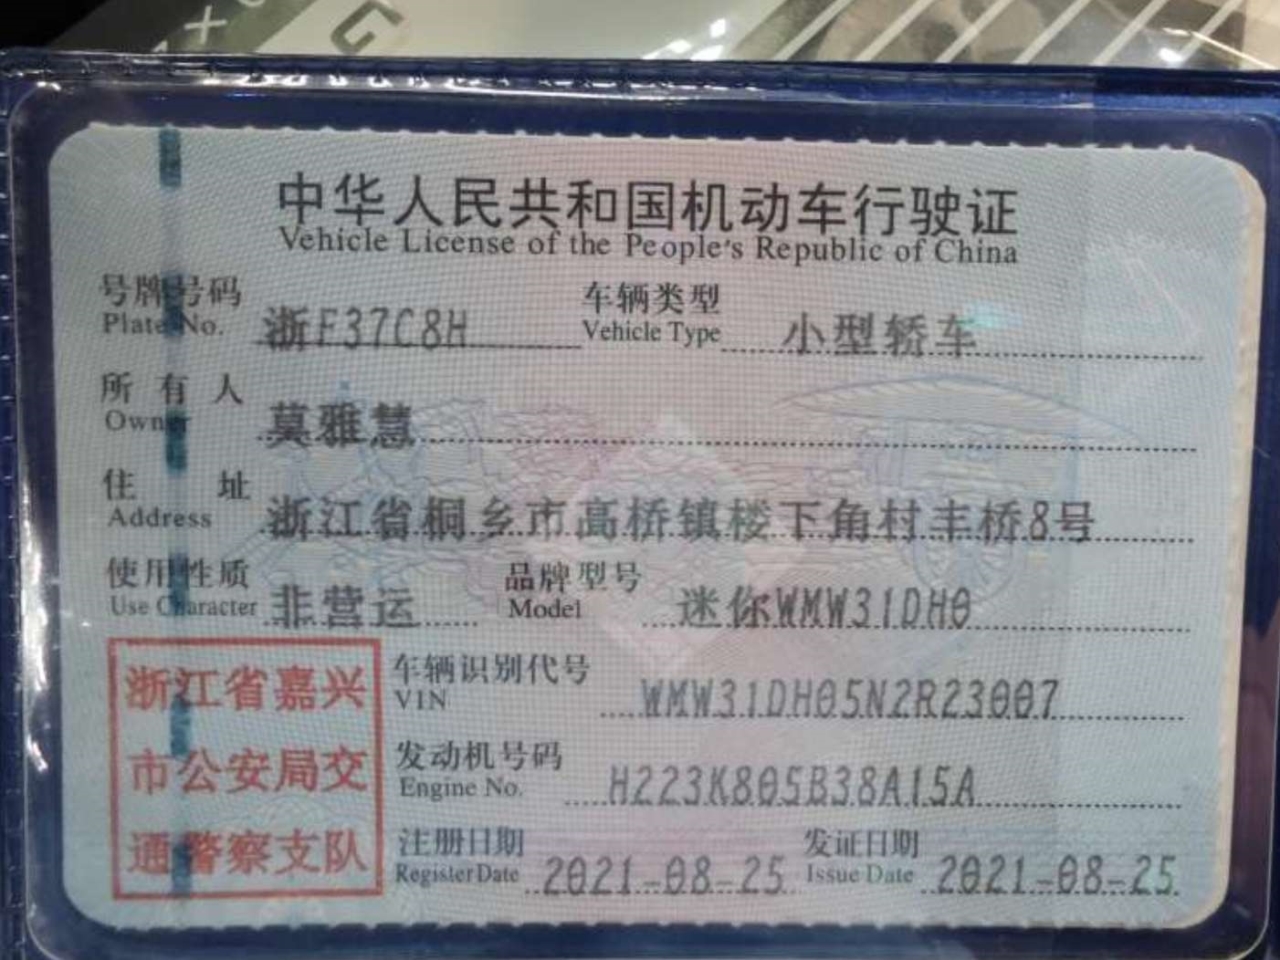 中华人民共和国机动车行驶证
Vehicle License of the People's Republic of China
号牌号码 浙F37C8H 车辆类型 小型轿车
Plate No. Vehicle Type
所有人 莫雅慧
Owner
住址 浙江省桐乡市高桥镇楼下角村丰桥8号
Address
使用性质 非营运 品牌型号 迷你WMW31DH0
Use Character Model
浙江省嘉兴
市公安局交
通警察支队
车辆识别代号 WMW31DH05N2R23007
VIN
发动机号码 H223K805B38A15A
Engine No.
注册日期 2021-08-25 发证日期 2021-08-25
Register Date Issue Date